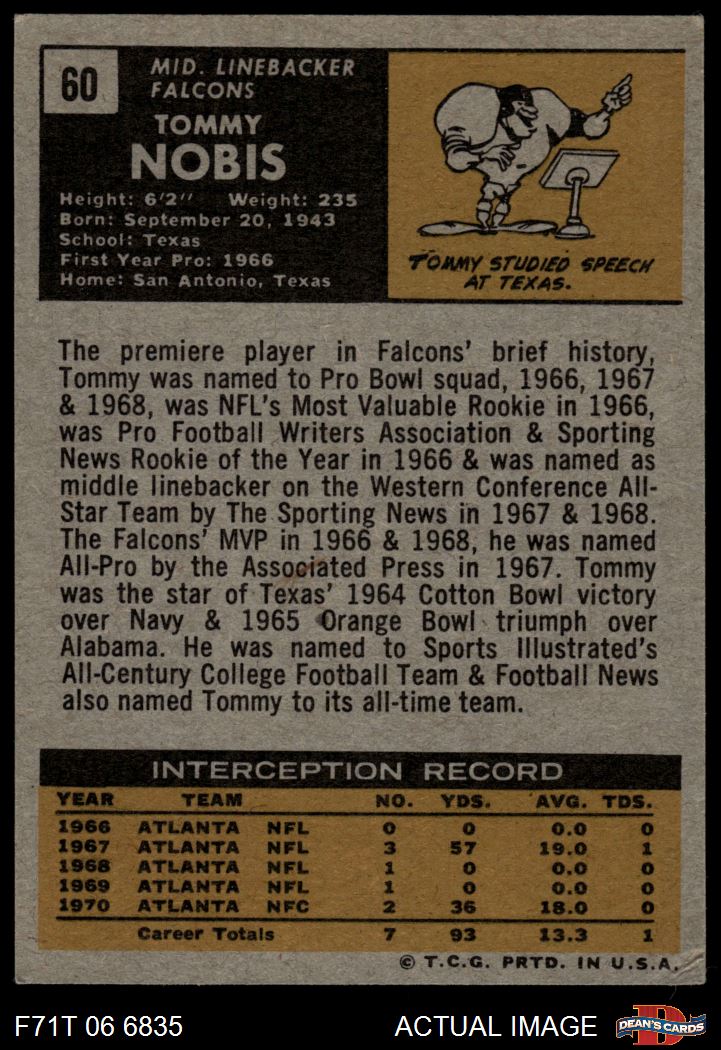 60
MID. LINEBACKER
FALCONS
TOMMY
NOBIS
Height: 6'2" Weight: 235
Born: September 20, 1943
School: Texas
First Year Pro: 1966
Home: San Antonio, Texas
TOMMY STUDIED SPEECH
AT TEXAS.
The premiere player in Falcons' brief history,
Tommy was named to Pro Bowl squad, 1966, 1967
& 1968, was NFL's Most Valuable Rookie in 1966,
was Pro Football Writers Association & Sporting
News Rookie of the Year in 1966 & was named as
middle linebacker on the Western Conference All-
Star Team by The Sporting News in 1967 & 1968.
The Falcons' MVP in 1966 & 1968, he was named
All-Pro by the Associated Press in 1967. Tommy
was the star of Texas' 1964 Cotton Bowl victory
over Navy & 1965 Orange Bowl triumph over
Alabama. He was named to Sports Illustrated's
All-Century College Football Team & Football News
also named Tommy to its all-time team.
INTERCEPTION RECORD
YEAR TEAM NO. YDS. AVG. TDS.
1966 ATLANTA NFL 0 0 0.0 0
1967 ATLANTA NFL 3 57 19.0 1
1968 ATLANTA NFL 1 0 0.0 0
1969 ATLANTA NFL 1 0 0.0 0
1970 ATLANTA NFC 2 36 18.0 0
Career Totals 7 93 13.3 1
© T.C.G. PRTD. IN U.S.A.
F71T 06 6835 ACTUAL IMAGE D DEAN'S CARDS